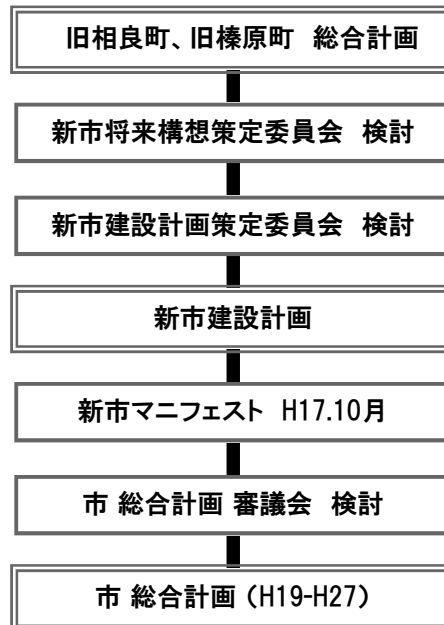 旧相良町、旧榛原町　総合計画
新市将来構想策定委員会　検討
新市建設計画策定委員会　検討
新市建設計画
新市マニフェスト　H17.10月
市 総合計画 審議会　検討
市 総合計画（H19-H27）